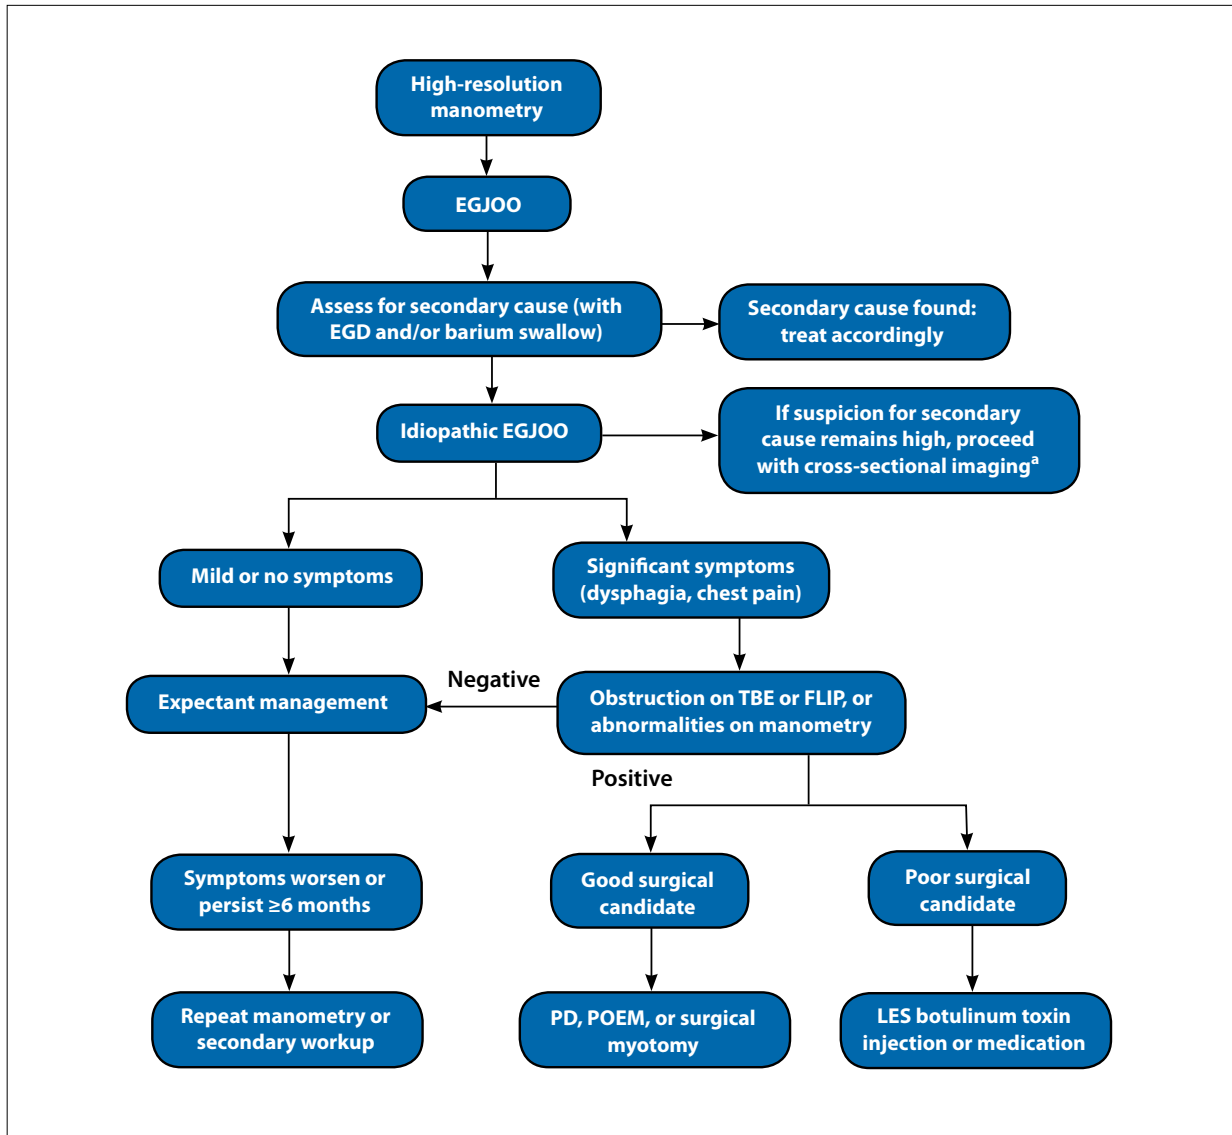 High-resolution
manometry
EGJOO
Assess for secondary cause (with
EGD and/or barium swallow)
Secondary cause found:
treat accordingly
Idiopathic EGJOO
If suspicion for secondary
cause remains high, proceed
with cross-sectional imagingᵃ
Mild or no symptoms
Significant symptoms
(dysphagia, chest pain)
Expectant management
Negative
Obstruction on TBE or FLIP, or
abnormalities on manometry
Positive
Symptoms worsen or
persist ≥6 months
Good surgical
candidate
Poor surgical
candidate
Repeat manometry or
secondary workup
PD, POEM, or surgical
myotomy
LES botulinum toxin
injection or medication